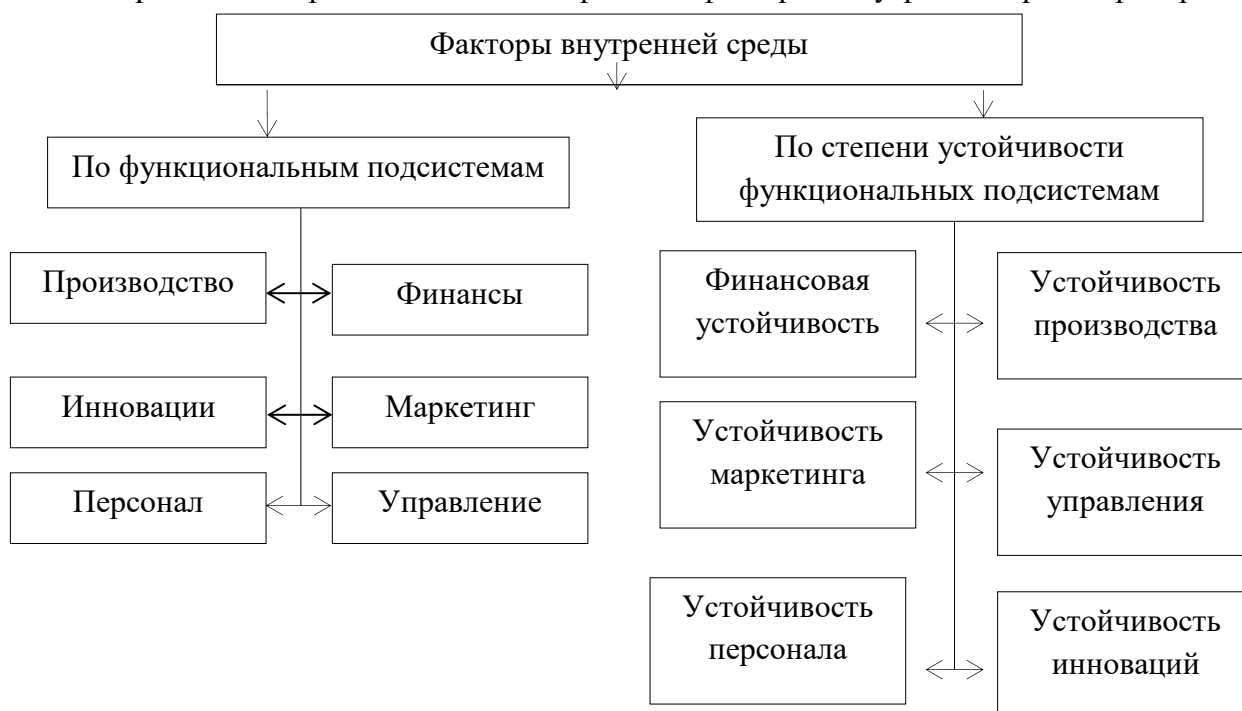 Факторы внутренней среды
По функциональным подсистемам
По степени устойчивости
функциональных подсистемам
Производство
Финансы
Инновации
Маркетинг
Персонал
Управление
Финансовая
устойчивость
Устойчивость
производства
Устойчивость
маркетинга
Устойчивость
управления
Устойчивость
персонала
Устойчивость
инноваций